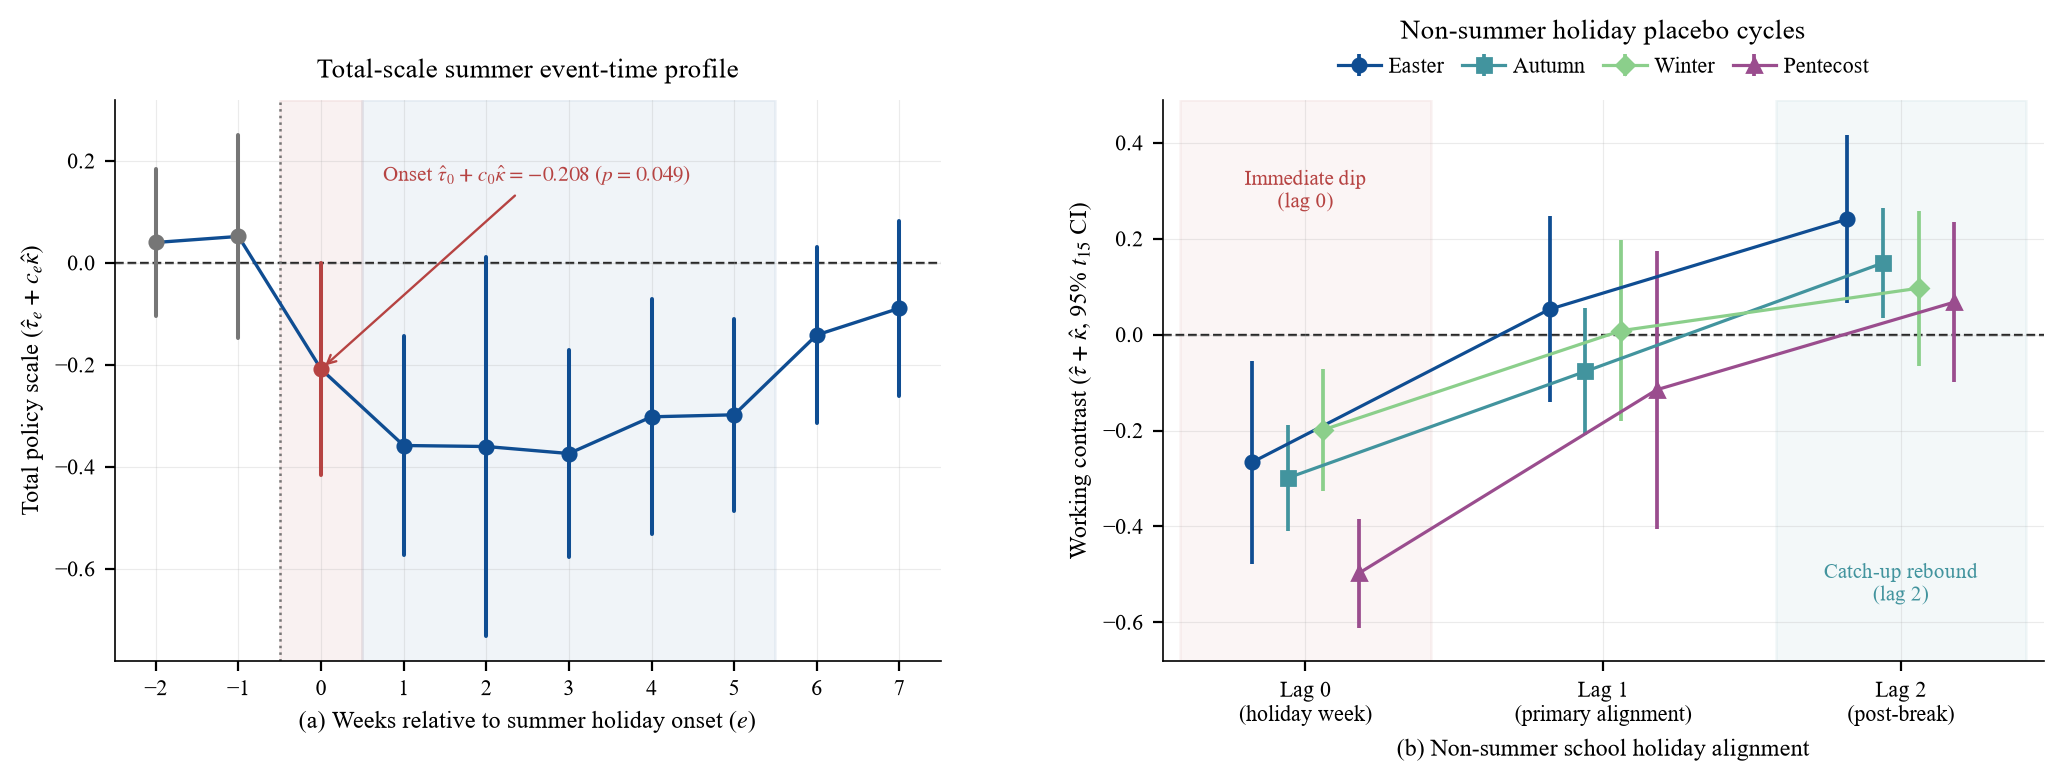 Total-scale summer event-time profile
Total policy scale (τ̂ₑ + cₑκ̂)
0.2
0.0
−0.2
−0.4
−0.6
Onset τ̂₀ + c₀κ̂ = −0.208 (p = 0.049)
−2 −1 0 1 2 3 4 5 6 7
(a) Weeks relative to summer holiday onset (e)
Non-summer holiday placebo cycles
Easter Autumn Winter Pentecost
Working contrast (τ̂ + κ̂, 95% t₁₅ CI)
0.4
0.2
0.0
−0.2
−0.4
−0.6
Immediate dip
(lag 0)
Catch-up rebound
(lag 2)
Lag 0 Lag 1 Lag 2
(holiday week) (primary alignment) (post-break)
(b) Non-summer school holiday alignment